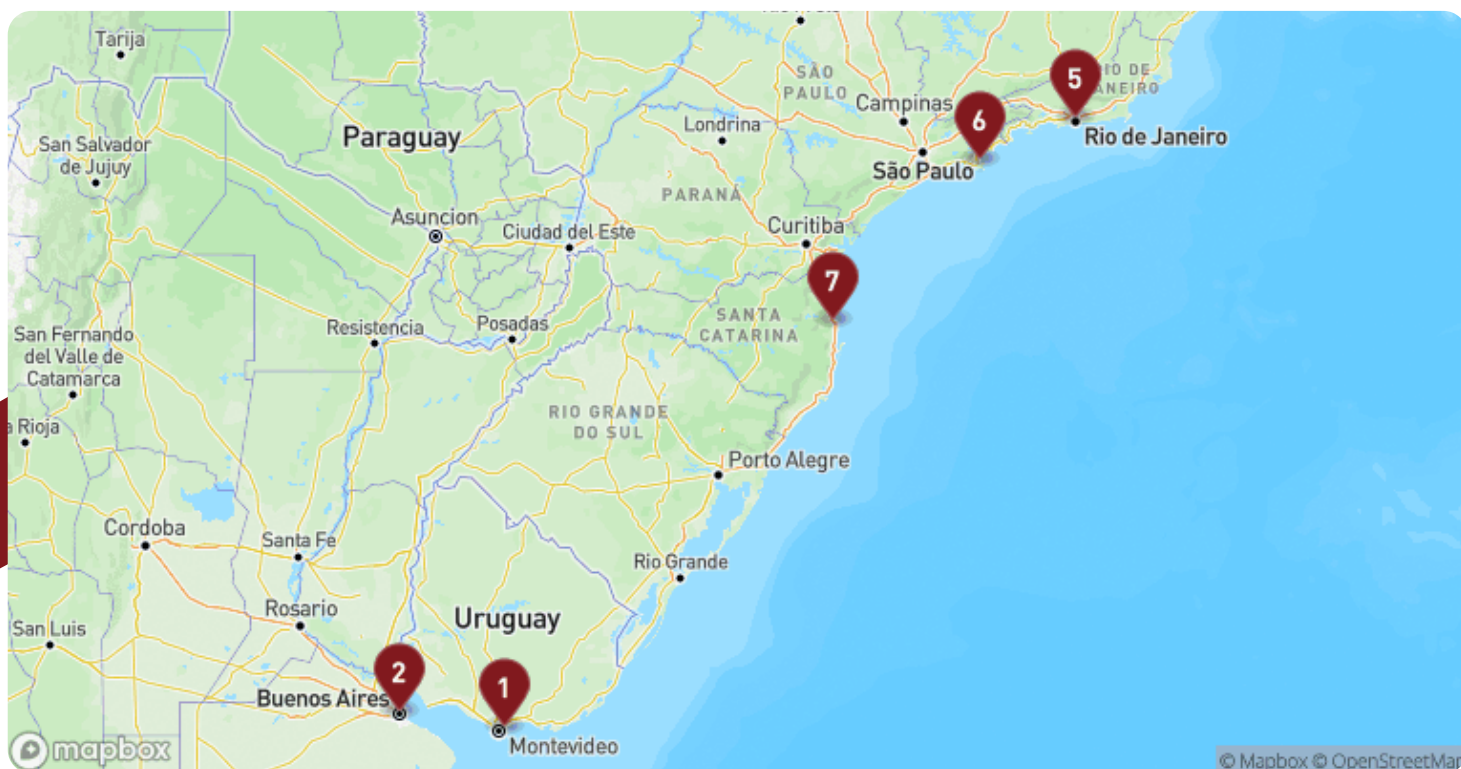 Tarija
SÃO
PAULO
5
RIO DE
JANEIRO
Campinas
6
Paraguay
Londrina
Rio de Janeiro
San Salvador
de Jujuy
São Paulo
PARANÁ
Asuncion
Ciudad del Este
Curitiba
7
Resistencia
Posadas
SANTA
CATARINA
San Fernando
del Valle de
Catamarca
RIO GRANDE
DO SUL
a Rioja
Porto Alegre
Cordoba
Santa Fe
Rio Grande
Rosario
Uruguay
San Luis
2
1
Buenos Aires
Montevideo
mapbox
© Mapbox © OpenStreetMap